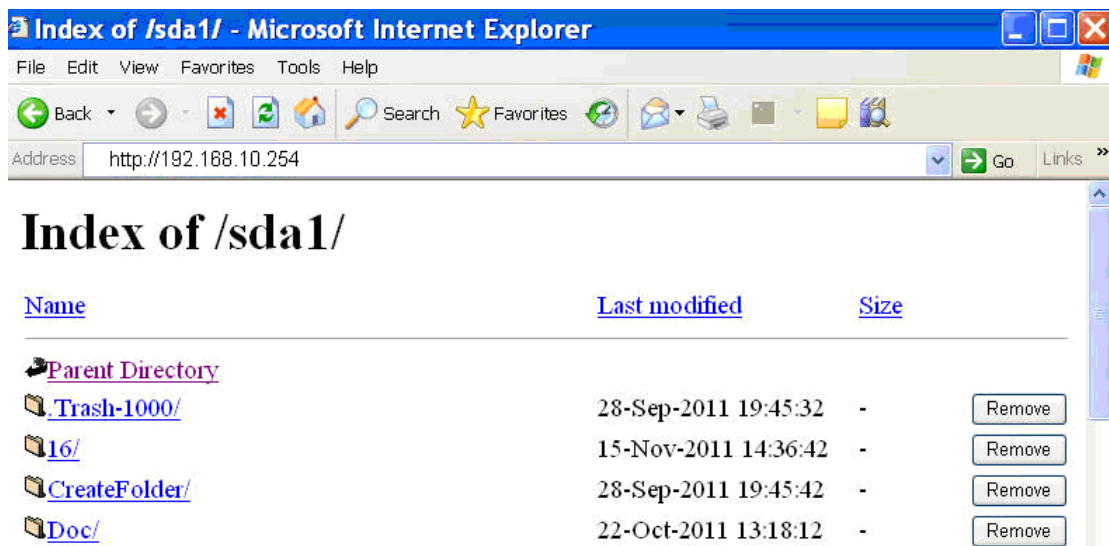 Index of /sda1/ - Microsoft Internet Explorer
File Edit View Favorites Tools Help
Back Search Favorites
Address http://192.168.10.254 Go Links »
Index of /sda1/
Name Last modified Size
Parent Directory
.Trash-1000/ 28-Sep-2011 19:45:32 - Remove
16/ 15-Nov-2011 14:36:42 - Remove
CreateFolder/ 28-Sep-2011 19:45:42 - Remove
Doc/ 22-Oct-2011 13:18:12 - Remove